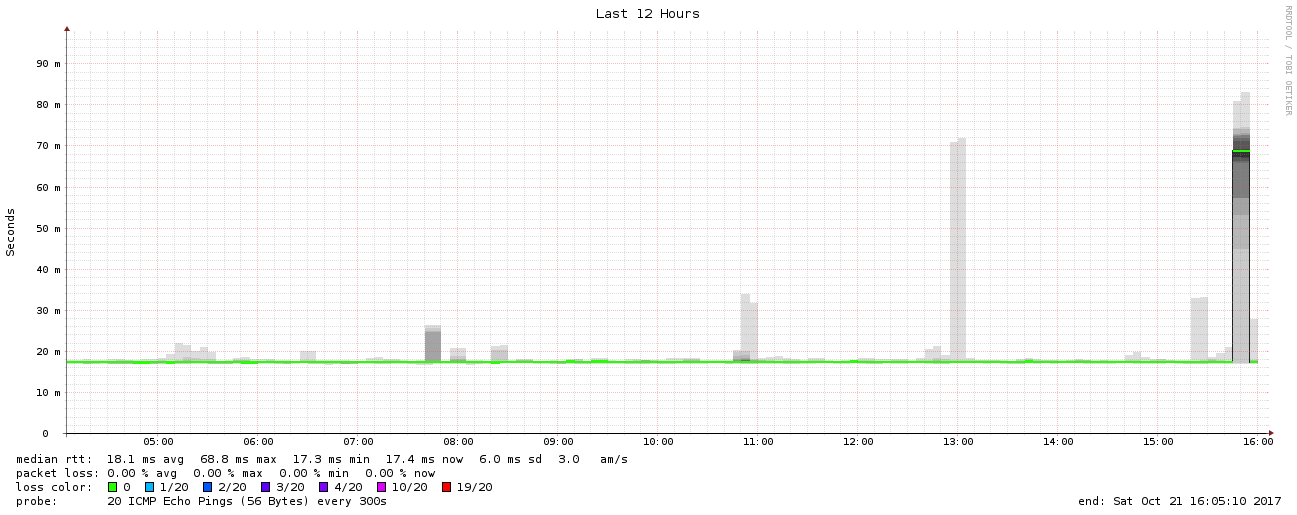 Last 12 Hours
RRDTOOL / TOBI OETIKER
Seconds
90 m
80 m
70 m
60 m
50 m
40 m
30 m
20 m
10 m
0
05:00 06:00 07:00 08:00 09:00 10:00 11:00 12:00 13:00 14:00 15:00 16:00
median rtt: 18.1 ms avg 68.8 ms max 17.3 ms min 17.4 ms now 6.0 ms sd 3.0 am/s
packet loss: 0.00 % avg 0.00 % max 0.00 % min 0.00 % now
loss color: 0 1/20 2/20 3/20 4/20 10/20 19/20
probe: 20 ICMP Echo Pings (56 Bytes) every 300s end: Sat Oct 21 16:05:10 2017